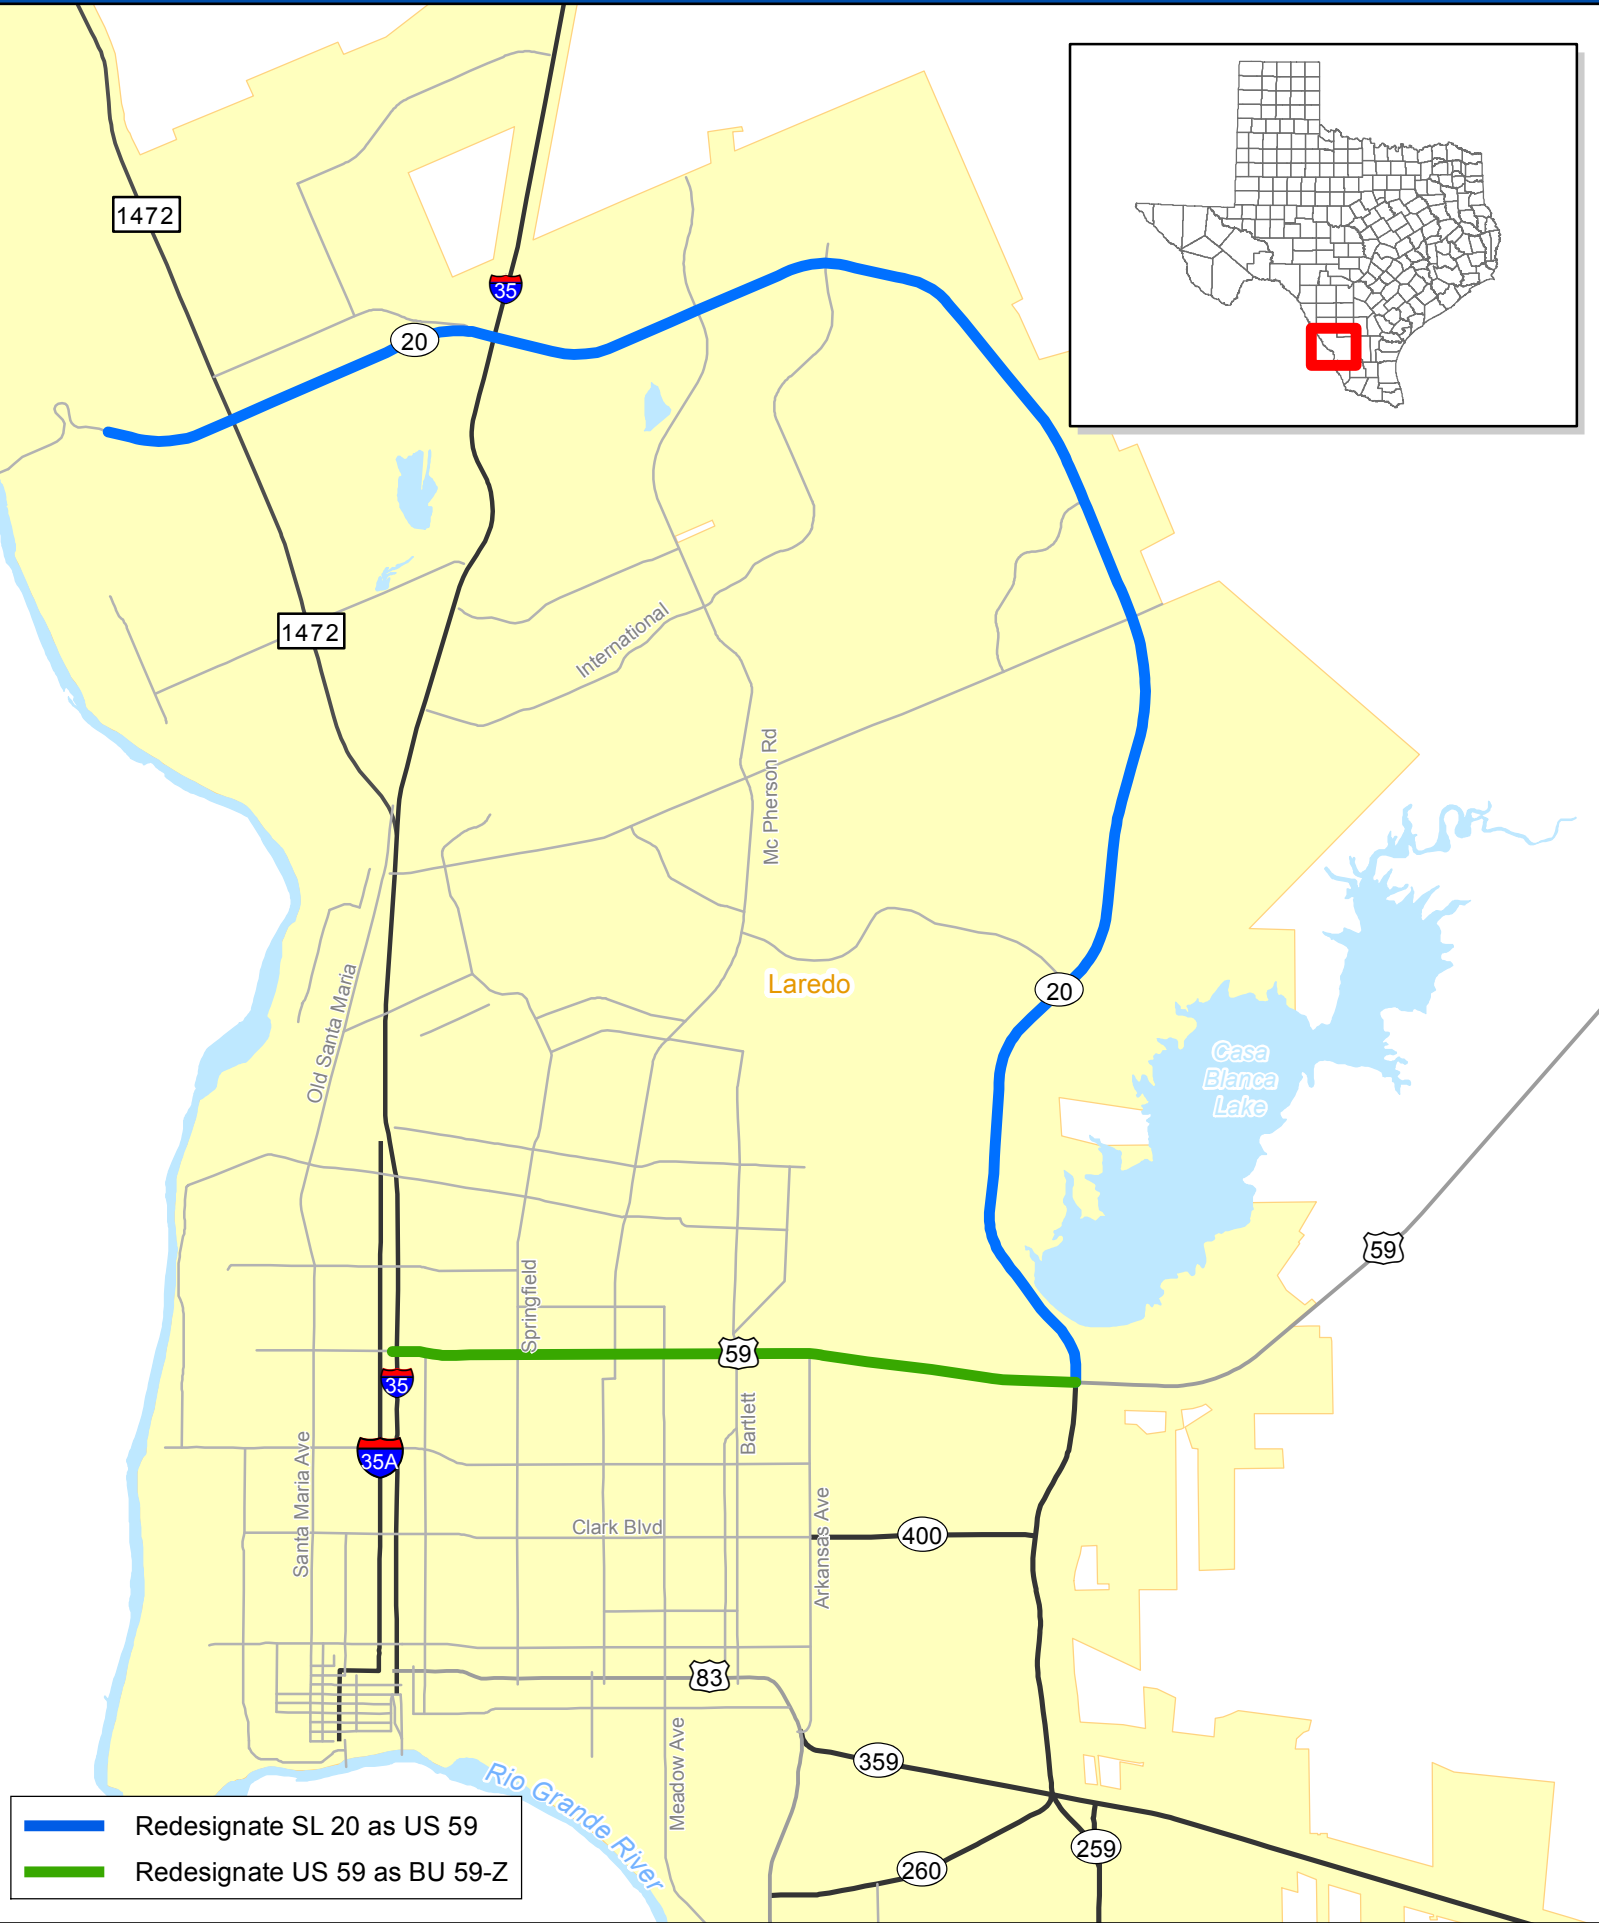 1472
35
20
1472
International
Mc Pherson Rd
Laredo
20
Old Santa Maria
Casa
Blanca
Lake
59
Springfield
59
35
Bartlett
35A
Santa Maria Ave
Clark Blvd
Arkansas Ave
400
83
Meadow Ave
359
Rio Grande River
259
260
Redesignate SL 20 as US 59
Redesignate US 59 as BU 59-Z